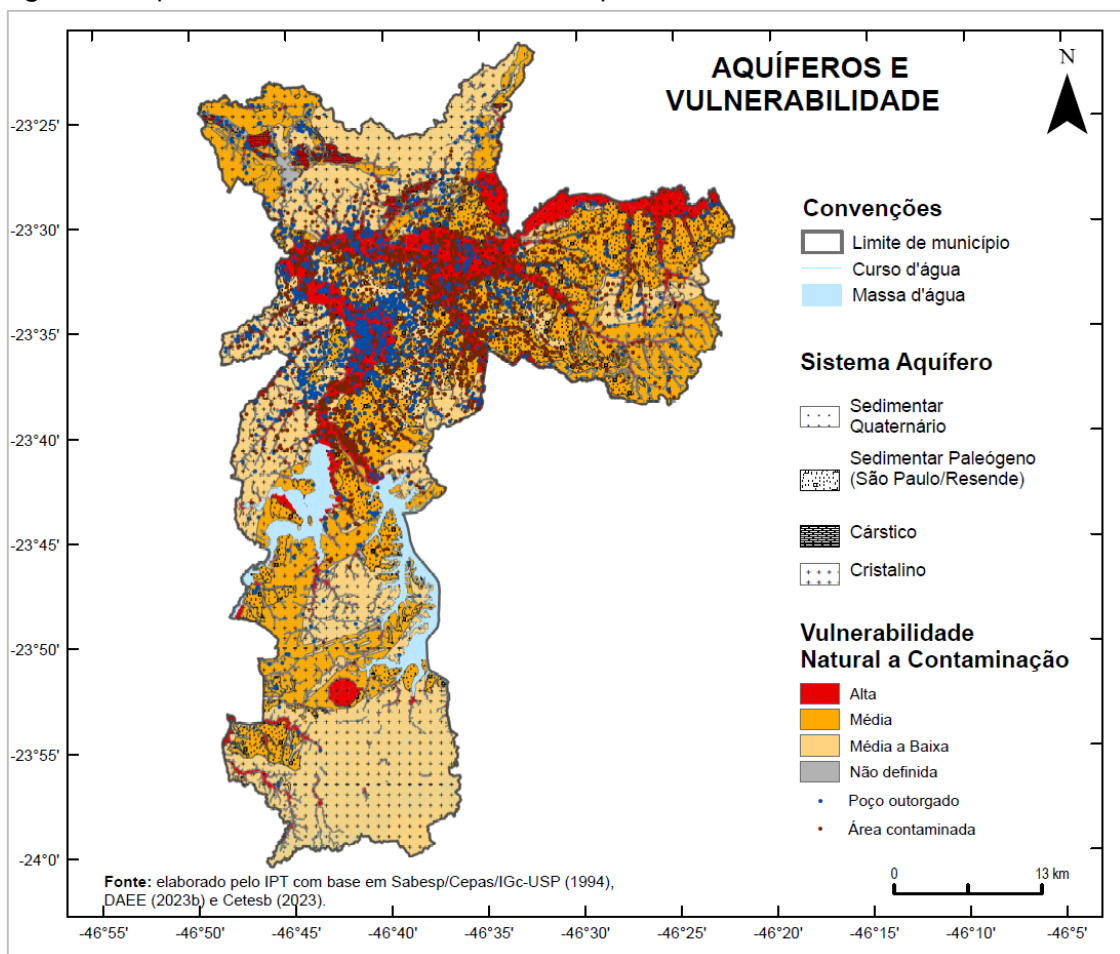 AQUÍFEROS E
VULNERABILIDADE
N
-23°25'
-23°30'
-23°35'
-23°40'
-23°45'
-23°50'
-23°55'
-24°0'
Convenções
Limite de município
Curso d'água
Massa d'água
Sistema Aquífero
Sedimentar
Quaternário
Sedimentar Paleógeno
(São Paulo/Resende)
Cárstico
Cristalino
Vulnerabilidade
Natural a Contaminação
Alta
Média
Média a Baixa
Não definida
Poço outorgado
Área contaminada
0 13 km
Fonte: elaborado pelo IPT com base em Sabesp/Cepas/IGc-USP (1994),
DAEE (2023b) e Cetesb (2023).
-46°55' -46°50' -46°45' -46°40' -46°35' -46°30' -46°25' -46°20' -46°15' -46°10' -46°5'